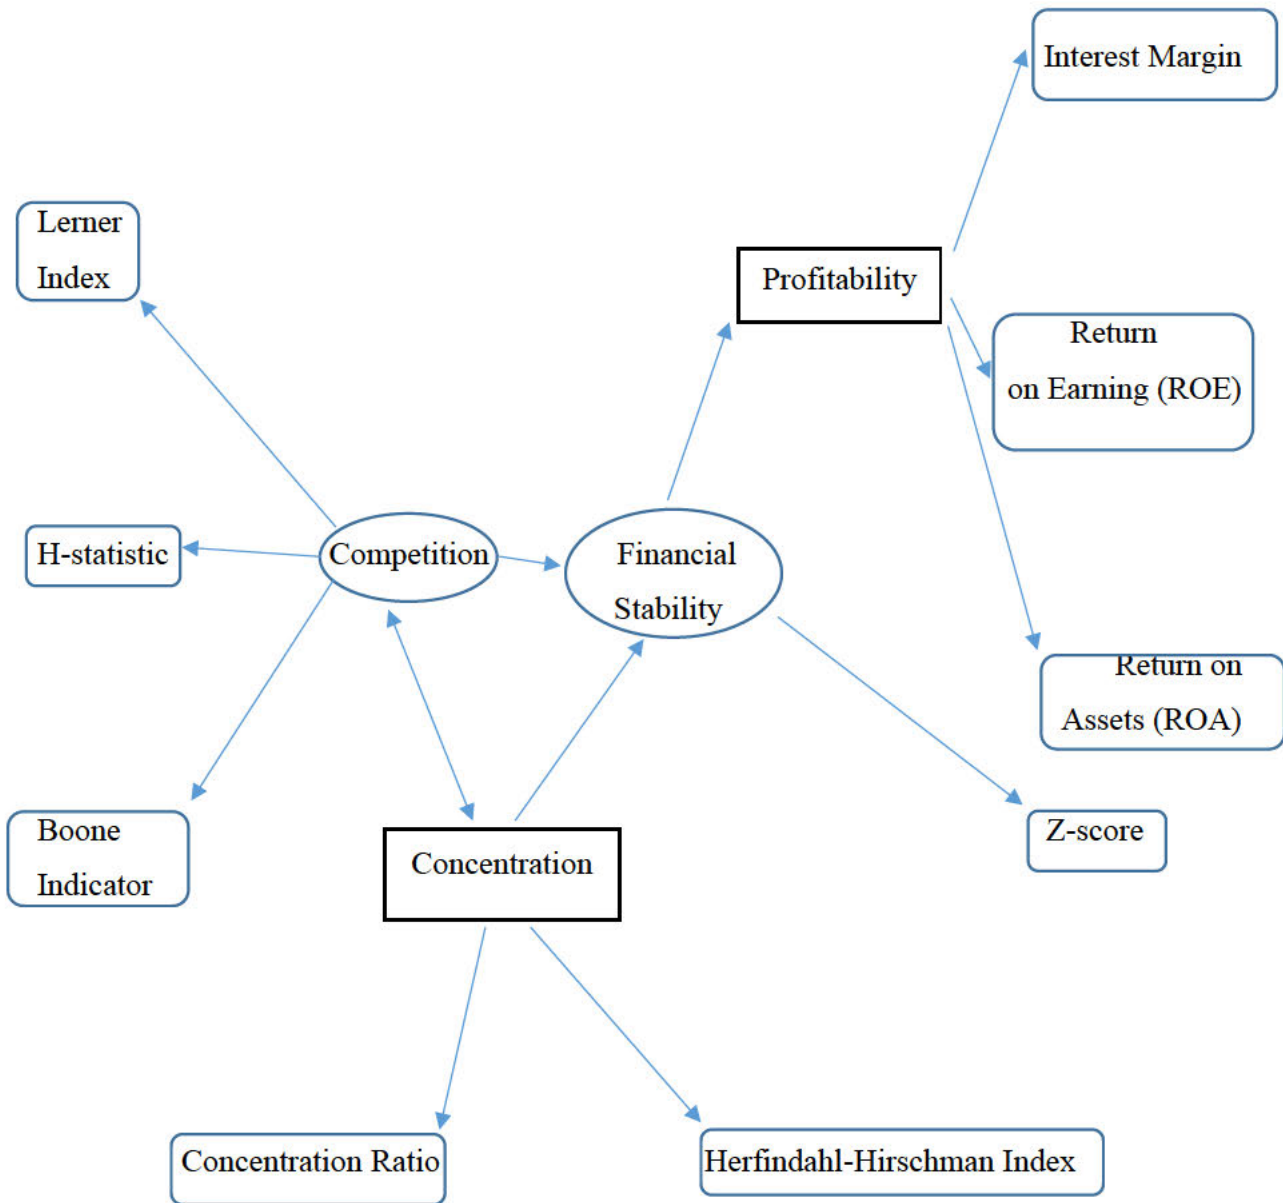 Interest Margin
Lerner
Index
Profitability
Return
on Earning (ROE)
H-statistic
Competition
Financial
Stability
Return on
Assets (ROA)
Boone
Indicator
Concentration
Z-score
Concentration Ratio
Herfindahl-Hirschman Index